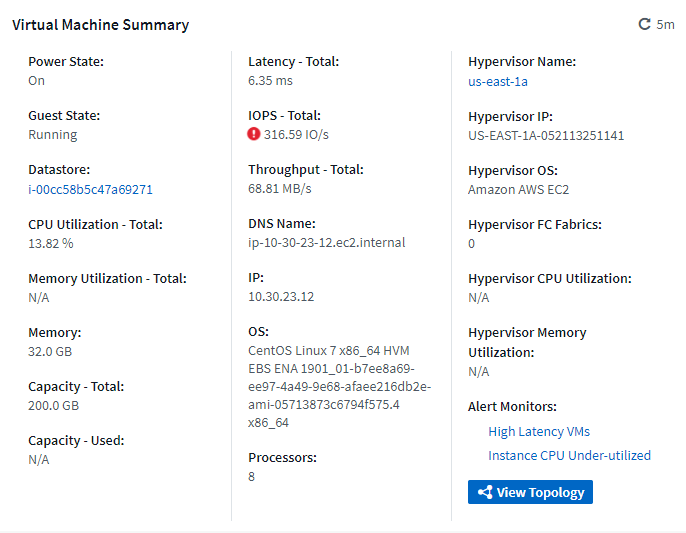 Virtual Machine Summary
5m
Power State:
On
Guest State:
Running
Datastore:
i-00cc58b5c47a69271
CPU Utilization - Total:
13.82 %
Memory Utilization - Total:
N/A
Memory:
32.0 GB
Capacity - Total:
200.0 GB
Capacity - Used:
N/A
Latency - Total:
6.35 ms
IOPS - Total:
316.59 IO/s
Throughput - Total:
68.81 MB/s
DNS Name:
ip-10-30-23-12.ec2.internal
IP:
10.30.23.12
OS:
CentOS Linux 7 x86_64 HVM
EBS ENA 1901_01-b7ee8a69-
ee97-4a49-9e68-afaee216db2e-
ami-05713873c6794f575.4
x86_64
Processors:
8
Hypervisor Name:
us-east-1a
Hypervisor IP:
US-EAST-1A-052113251141
Hypervisor OS:
Amazon AWS EC2
Hypervisor FC Fabrics:
0
Hypervisor CPU Utilization:
N/A
Hypervisor Memory
Utilization:
N/A
Alert Monitors:
High Latency VMs
Instance CPU Under-utilized
View Topology